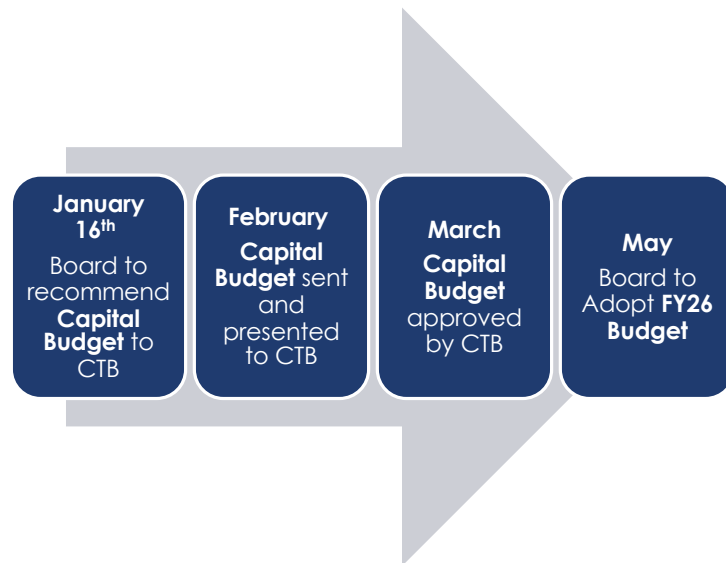 January
16th
Board to
recommend
Capital
Budget to
CTB
February
Capital
Budget sent
and
presented
to CTB
March
Capital
Budget
approved
by CTB
May
Board to
Adopt FY26
Budget